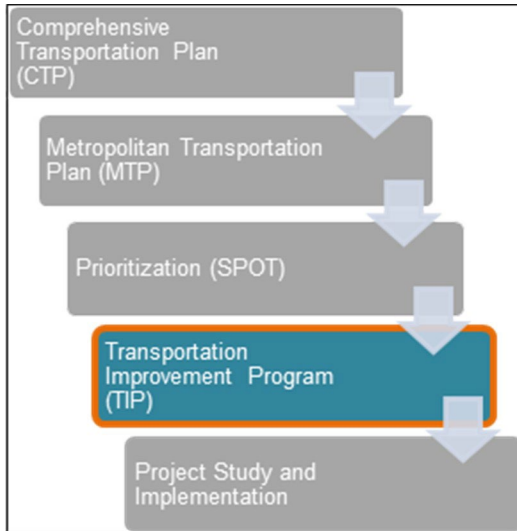 Comprehensive
Transportation Plan
(CTP)
Metropolitan Transportation
Plan (MTP)
Prioritization (SPOT)
Transportation
Improvement Program
(TIP)
Project Study and
Implementation